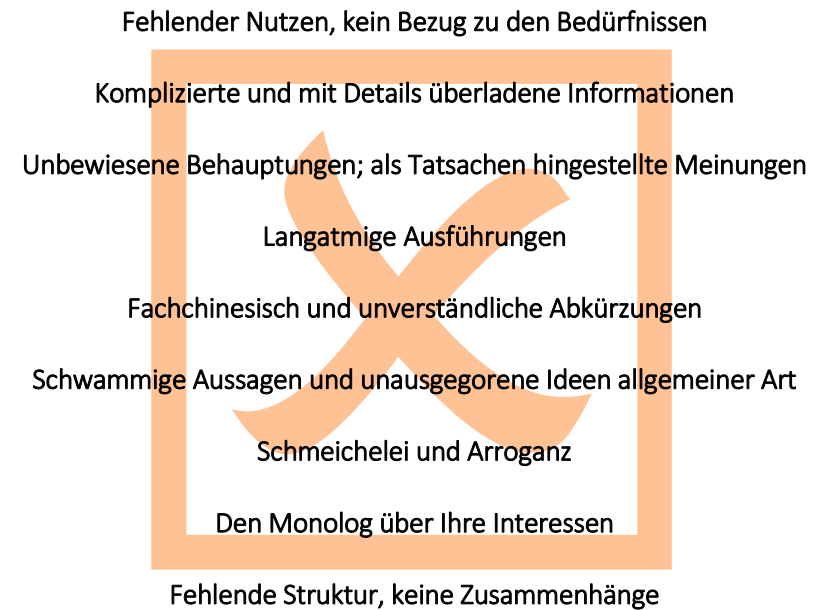 Fehlender Nutzen, kein Bezug zu den Bedürfnissen
Komplizierte und mit Details überladene Informationen
Unbewiesene Behauptungen; als Tatsachen hingestellte Meinungen
Langatmige Ausführungen
Fachchinesisch und unverständliche Abkürzungen
Schwammige Aussagen und unausgegorene Ideen allgemeiner Art
Schmeichelei und Arroganz
Den Monolog über Ihre Interessen
Fehlende Struktur, keine Zusammenhänge